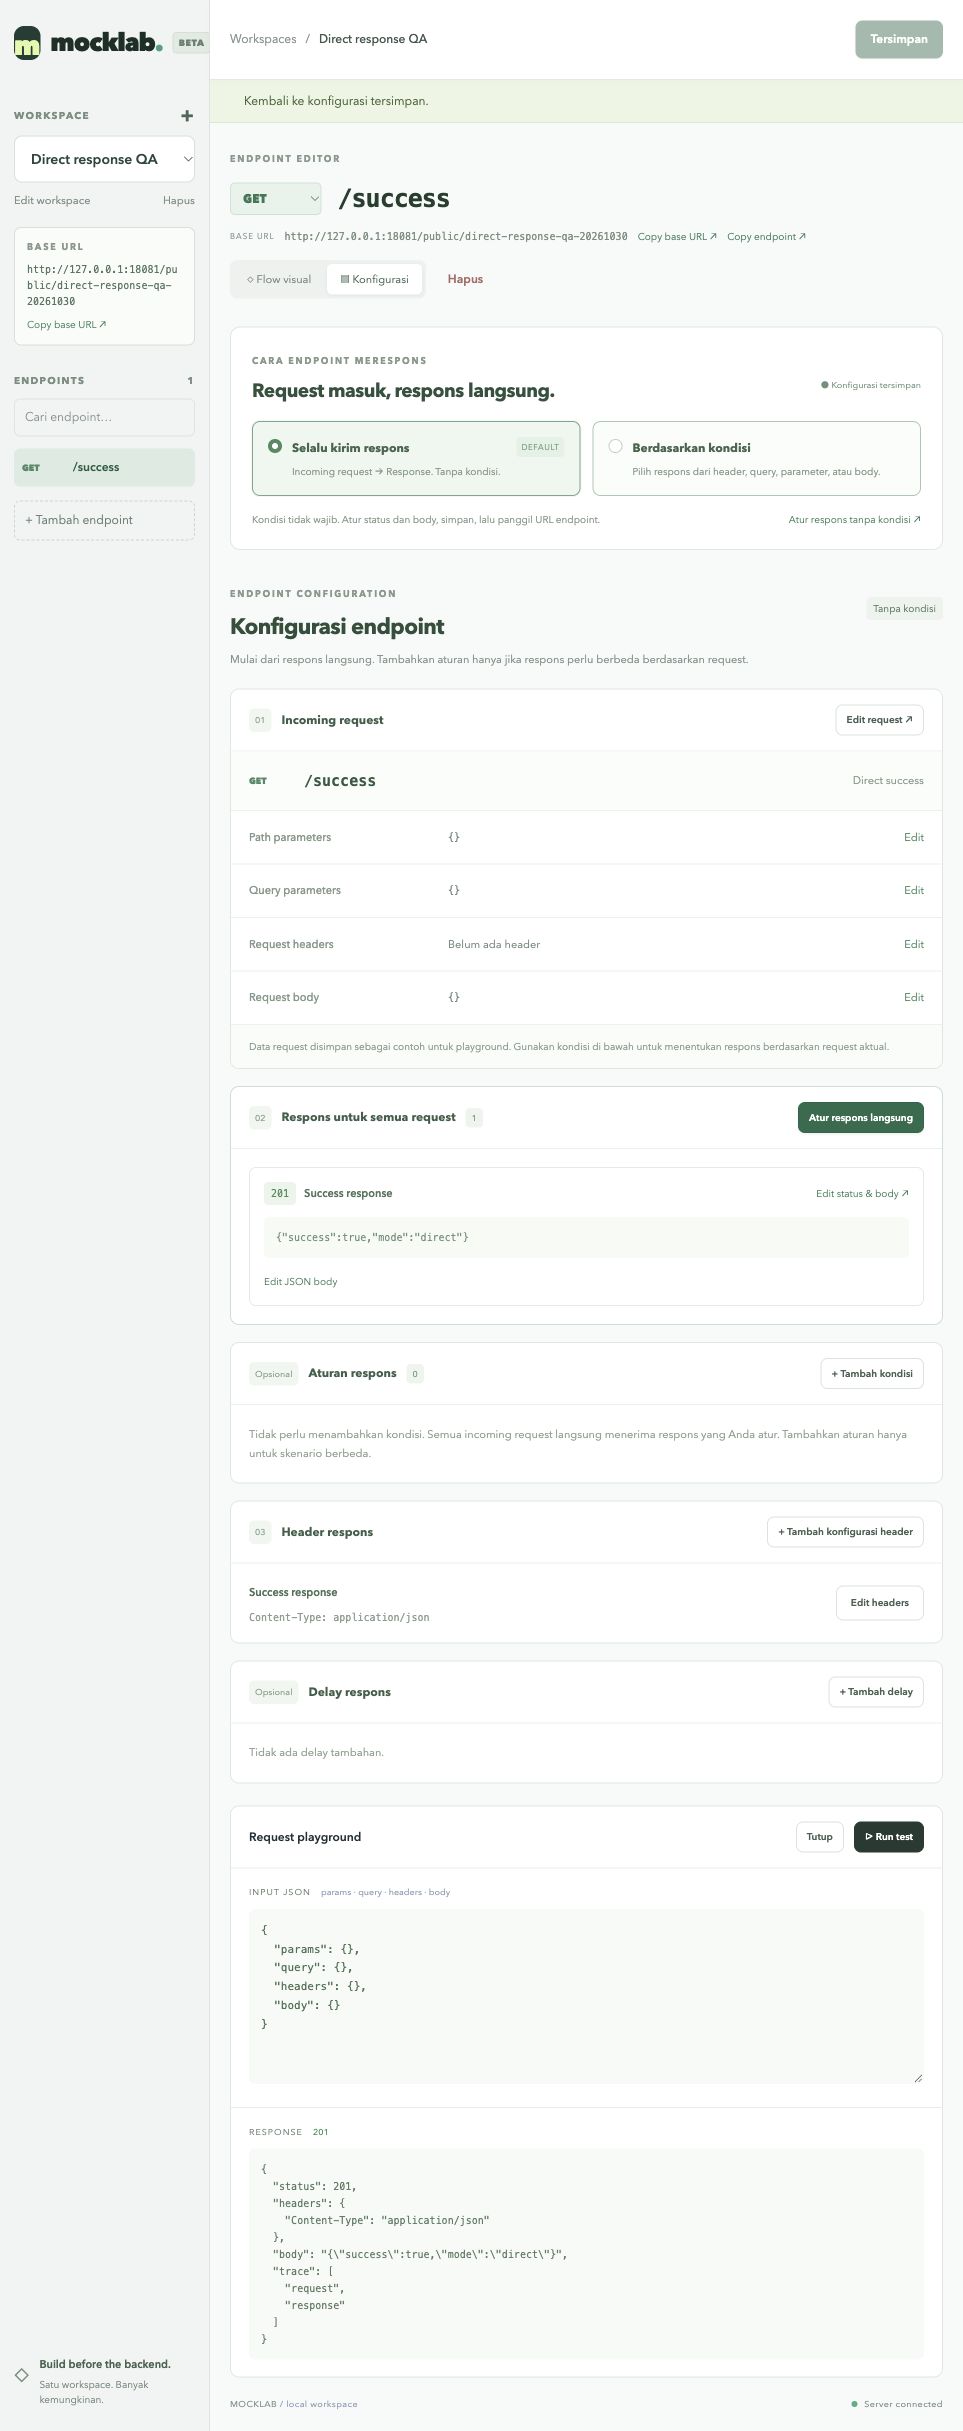 mocklab.
BETA
WORKSPACE
+
Direct response QA
Edit workspace
Hapus
BASE URL
http://127.0.0.1:18081/pu
blic/direct-response-qa-
20261030
Copy base URL ↗
ENDPOINTS
1
Cari endpoint...
GET
/success
+ Tambah endpoint
Build before the backend.
Satu workspace. Banyak
kemungkinan.
Workspaces / Direct response QA
Tersimpan
Kembali ke konfigurasi tersimpan.
ENDPOINT EDITOR
GET
/success
BASE URL http://127.0.0.1:18081/public/direct-response-qa-20261030 Copy base URL ↗ Copy endpoint ↗
◇ Flow visual
▤ Konfigurasi
Hapus
CARA ENDPOINT MERESPONS
Request masuk, respons langsung.
● Konfigurasi tersimpan
Selalu kirim respons
DEFAULT
Incoming request → Response. Tanpa kondisi.
Berdasarkan kondisi
Pilih respons dari header, query, parameter, atau body.
Kondisi tidak wajib. Atur status dan body, simpan, lalu panggil URL endpoint.
Atur respons tanpa kondisi ↗
ENDPOINT CONFIGURATION
Konfigurasi endpoint
Tanpa kondisi
Mulai dari respons langsung. Tambahkan aturan hanya jika respons perlu berbeda berdasarkan request.
01 Incoming request
Edit request ↗
GET /success
Direct success
Path parameters {} Edit
Query parameters {} Edit
Request headers Belum ada header Edit
Request body {} Edit
Data request disimpan sebagai contoh untuk playground. Gunakan kondisi di bawah untuk menentukan respons berdasarkan request aktual.
02 Respons untuk semua request 1
Atur respons langsung
201 Success response
Edit status & body ↗
{"success":true,"mode":"direct"}
Edit JSON body
Opsional Aturan respons 0
+ Tambah kondisi
Tidak perlu menambahkan kondisi. Semua incoming request langsung menerima respons yang Anda atur. Tambahkan aturan hanya
untuk skenario berbeda.
03 Header respons
+ Tambah konfigurasi header
Success response
Content-Type: application/json
Edit headers
Opsional Delay respons
+ Tambah delay
Tidak ada delay tambahan.
Request playground
Tutup
▷ Run test
INPUT JSON params · query · headers · body
{
"params": {},
"query": {},
"headers": {},
"body": {}
}
RESPONSE 201
{
"status": 201,
"headers": {
"Content-Type": "application/json"
},
"body": "{\"success\":true,\"mode\":\"direct\"}",
"trace": [
"request",
"response"
]
}
MOCKLAB / local workspace
● Server connected